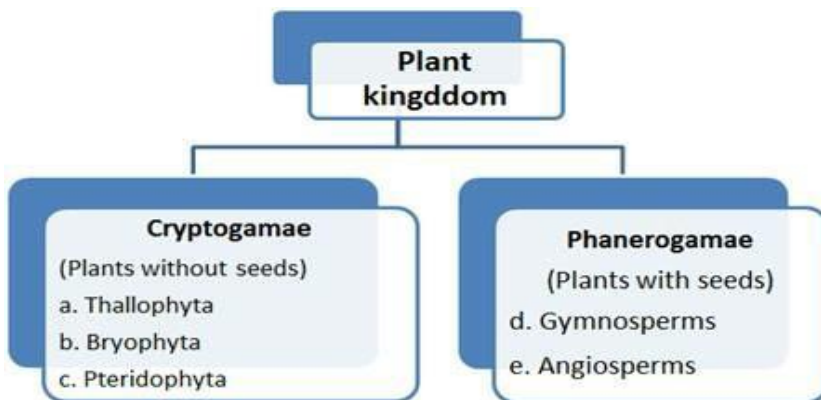 Plant
kingddom
Cryptogamae
(Plants without seeds)
a. Thallophyta
b. Bryophyta
c. Pteridophyta
Phanerogamae
(Plants with seeds)
d. Gymnosperms
e. Angiosperms